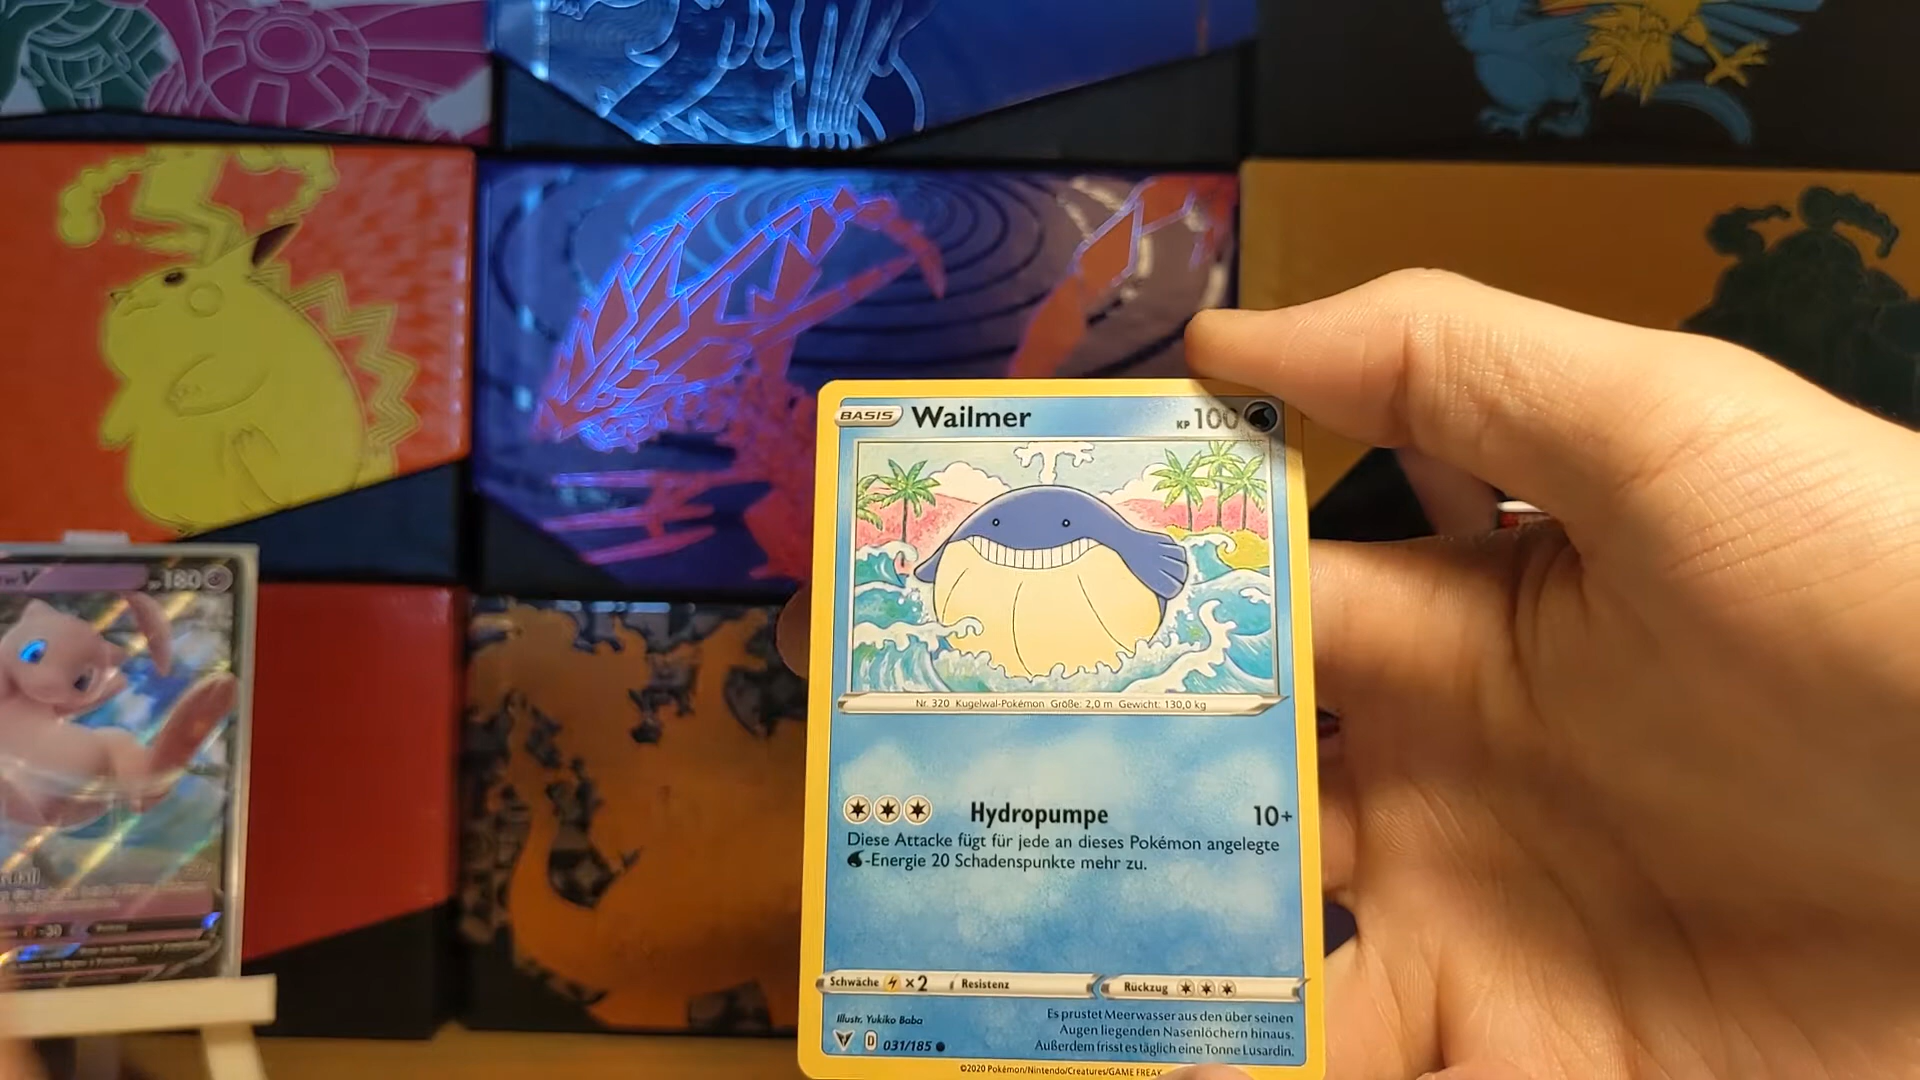 BASIS Wailmer KP 100
Nr. 320 Kugelwal-Pokémon Größe: 2,0 m Gewicht: 130,0 kg
Hydropumpe 10+
Diese Attacke fügt für jede an dieses Pokémon angelegte
-Energie 20 Schadenspunkte mehr zu.
Schwäche ×2 Resistenz Rückzug
Illustr. Yukiko Baba
Es prustet Meerwasser aus den über seinen
Augen liegenden Nasenlöchern hinaus.
Außerdem frisst es täglich eine Tonne Lusardin.
D 031/185
©2020 Pokémon/Nintendo/Creatures/GAME FREAK
V 180
-30